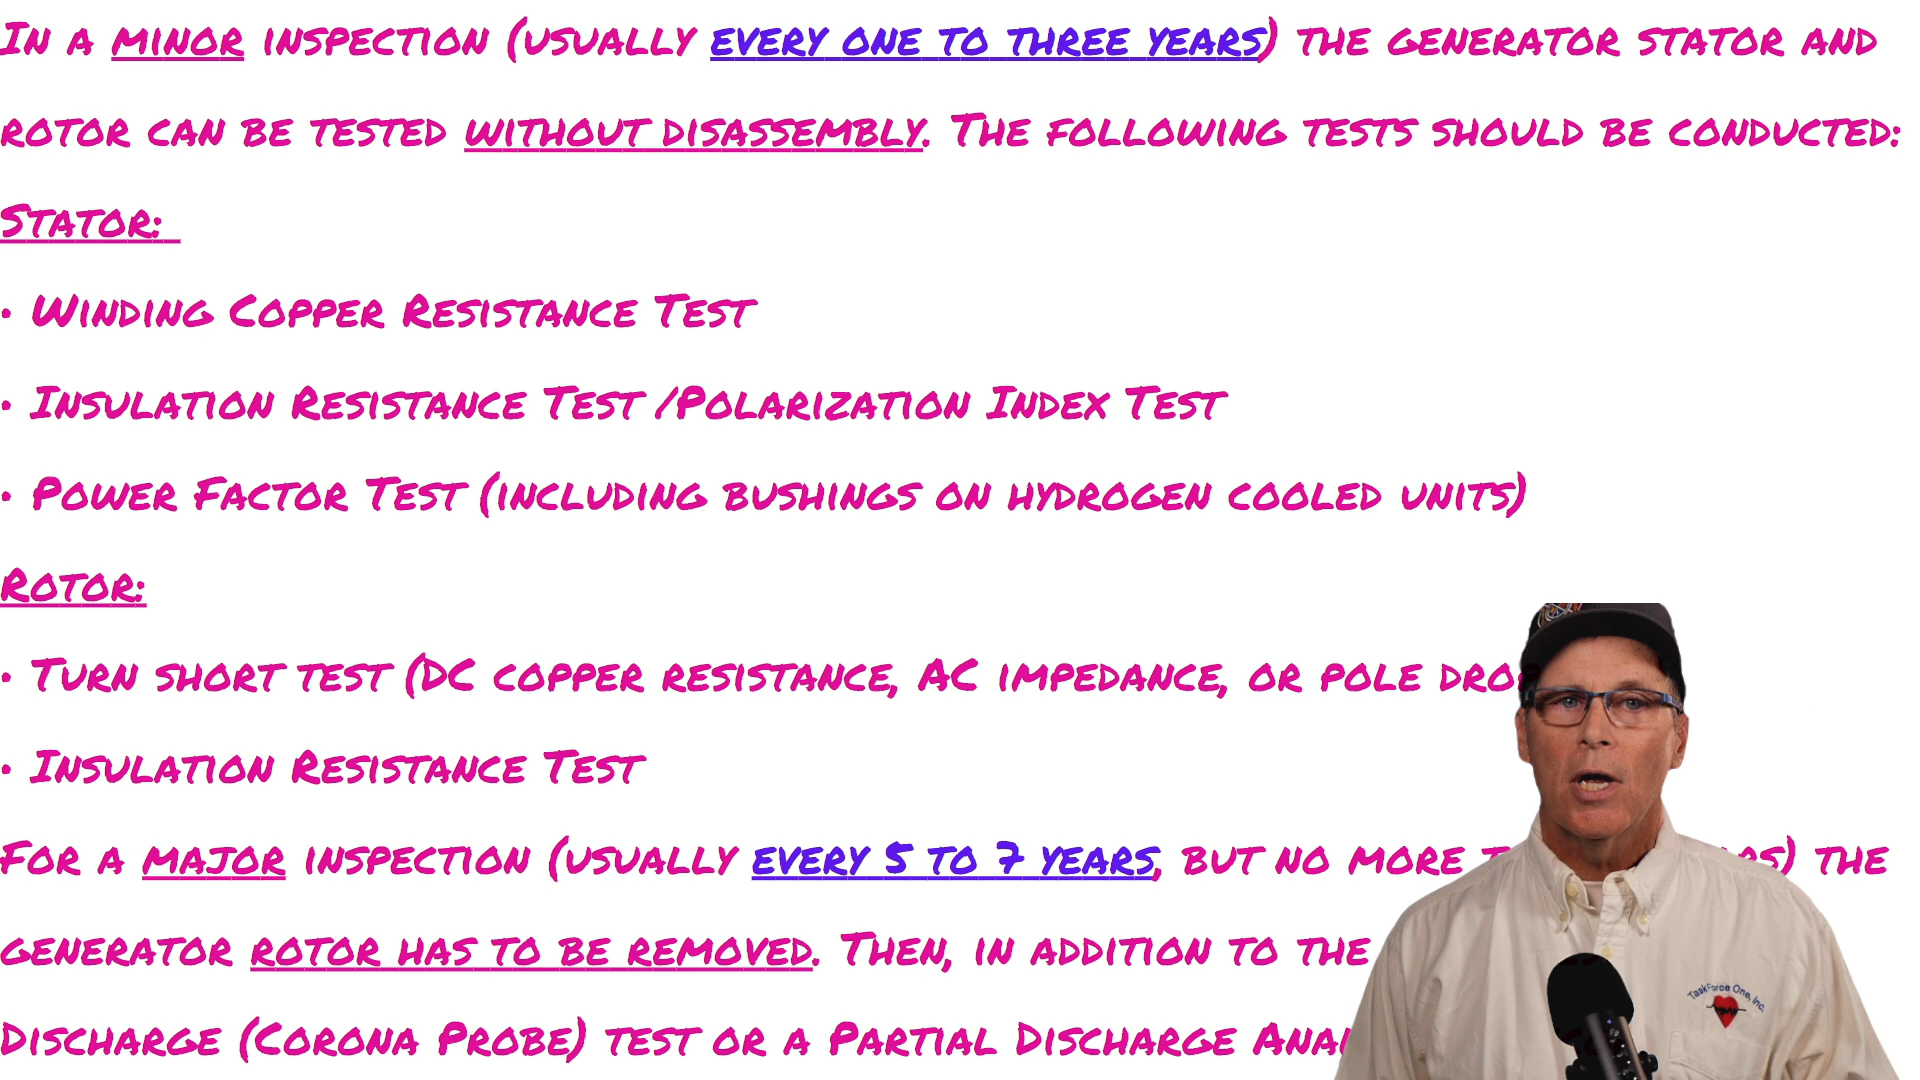 In a minor inspection (usually every one to three years) the generator stator and
rotor can be tested without disassembly. The following tests should be conducted:
Stator:
• Winding Copper Resistance Test
• Insulation Resistance Test /Polarization Index Test
• Power Factor Test (including bushings on hydrogen cooled units)
Rotor:
• Turn short test (DC copper resistance, AC impedance, or pole drop
• Insulation Resistance Test
For a major inspection (usually every 5 to 7 years, but no more the
generator rotor has to be removed. Then, in addition to the
Discharge (Corona Probe) test or a Partial Discharge
TaskForce One, Inc.